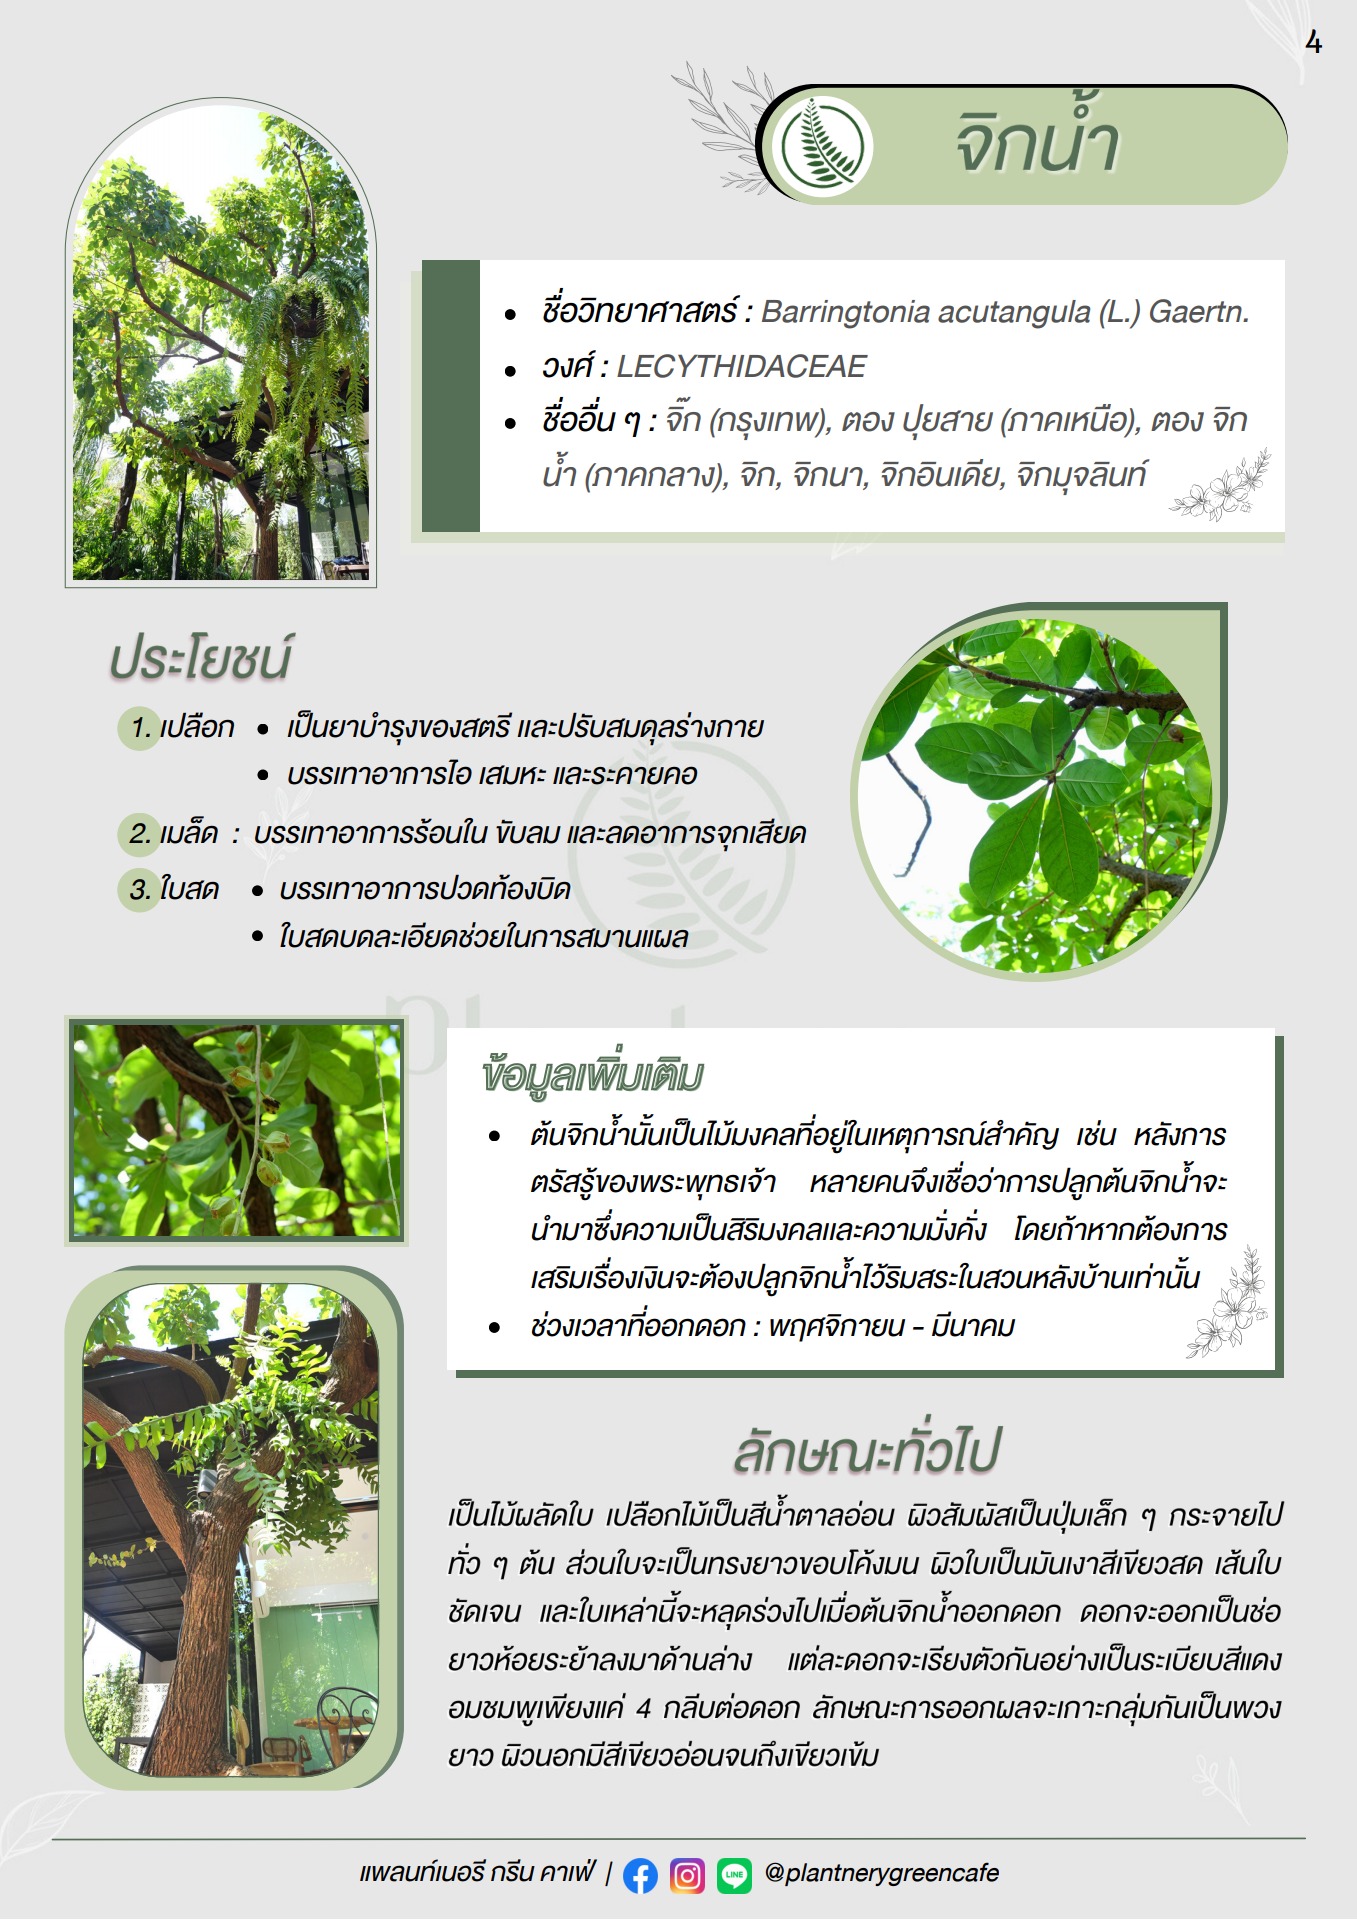 4
จิกน้ำ
ชื่อวิทยาศาสตร์ : Barringtonia acutangula (L.) Gaertn.
วงศ์ : LECYTHIDACEAE
ชื่ออื่น ๆ : จิ๊ก (กรุงเทพ), ตอง ปุยสาย (ภาคเหนือ), ตอง จิก
น้ำ (ภาคกลาง), จิก, จิกนา, จิกอินเดีย, จิกมุจลินท์
ประโยชน์
1. เปลือก • เป็นยาบำรุงของสตรี และปรับสมดุลร่างกาย
• บรรเทาอาการไอ เสมหะ และระคายคอ
2. เมล็ด : บรรเทาอาการร้อนใน ขับลม และลดอาการจุกเสียด
3. ใบสด • บรรเทาอาการปวดท้องบิด
• ใบสดบดละเอียดช่วยในการสมานแผล
ข้อมูลเพิ่มเติม
• ต้นจิกน้ำนั้นเป็นไม้มงคลที่อยู่ในเหตุการณ์สำคัญ เช่น หลังการ
ตรัสรู้ของพระพุทธเจ้า หลายคนจึงเชื่อว่าการปลูกต้นจิกน้ำจะ
นำมาซึ่งความเป็นสิริมงคลและความมั่งคั่ง โดยถ้าหากต้องการ
เสริมเรื่องเงินจะต้องปลูกจิกน้ำไว้ริมสระในสวนหลังบ้านเท่านั้น
• ช่วงเวลาที่ออกดอก : พฤศจิกายน - มีนาคม
ลักษณะทั่วไป
เป็นไม้ผลัดใบ เปลือกไม้เป็นสีน้ำตาลอ่อน ผิวสัมผัสเป็นปุ่มเล็ก ๆ กระจายไป
ทั่ว ๆ ต้น ส่วนใบจะเป็นทรงยาวขอบโค้งมน ผิวใบเป็นมันเงาสีเขียวสด เส้นใบ
ชัดเจน และใบเหล่านี้จะหลุดร่วงไปเมื่อต้นจิกน้ำออกดอก ดอกจะออกเป็นช่อ
ยาวห้อยระย้าลงมาด้านล่าง แต่ละดอกจะเรียงตัวกันอย่างเป็นระเบียบสีแดง
อมชมพูเพียงแค่ 4 กลีบต่อดอก ลักษณะการออกผลจะเกาะกลุ่มกันเป็นพวง
ยาว ผิวนอกมีสีเขียวอ่อนจนถึงเขียวเข้ม
แพลนท์เนอรี กรีน คาเฟ่ | LINE @plantnerygreencafe